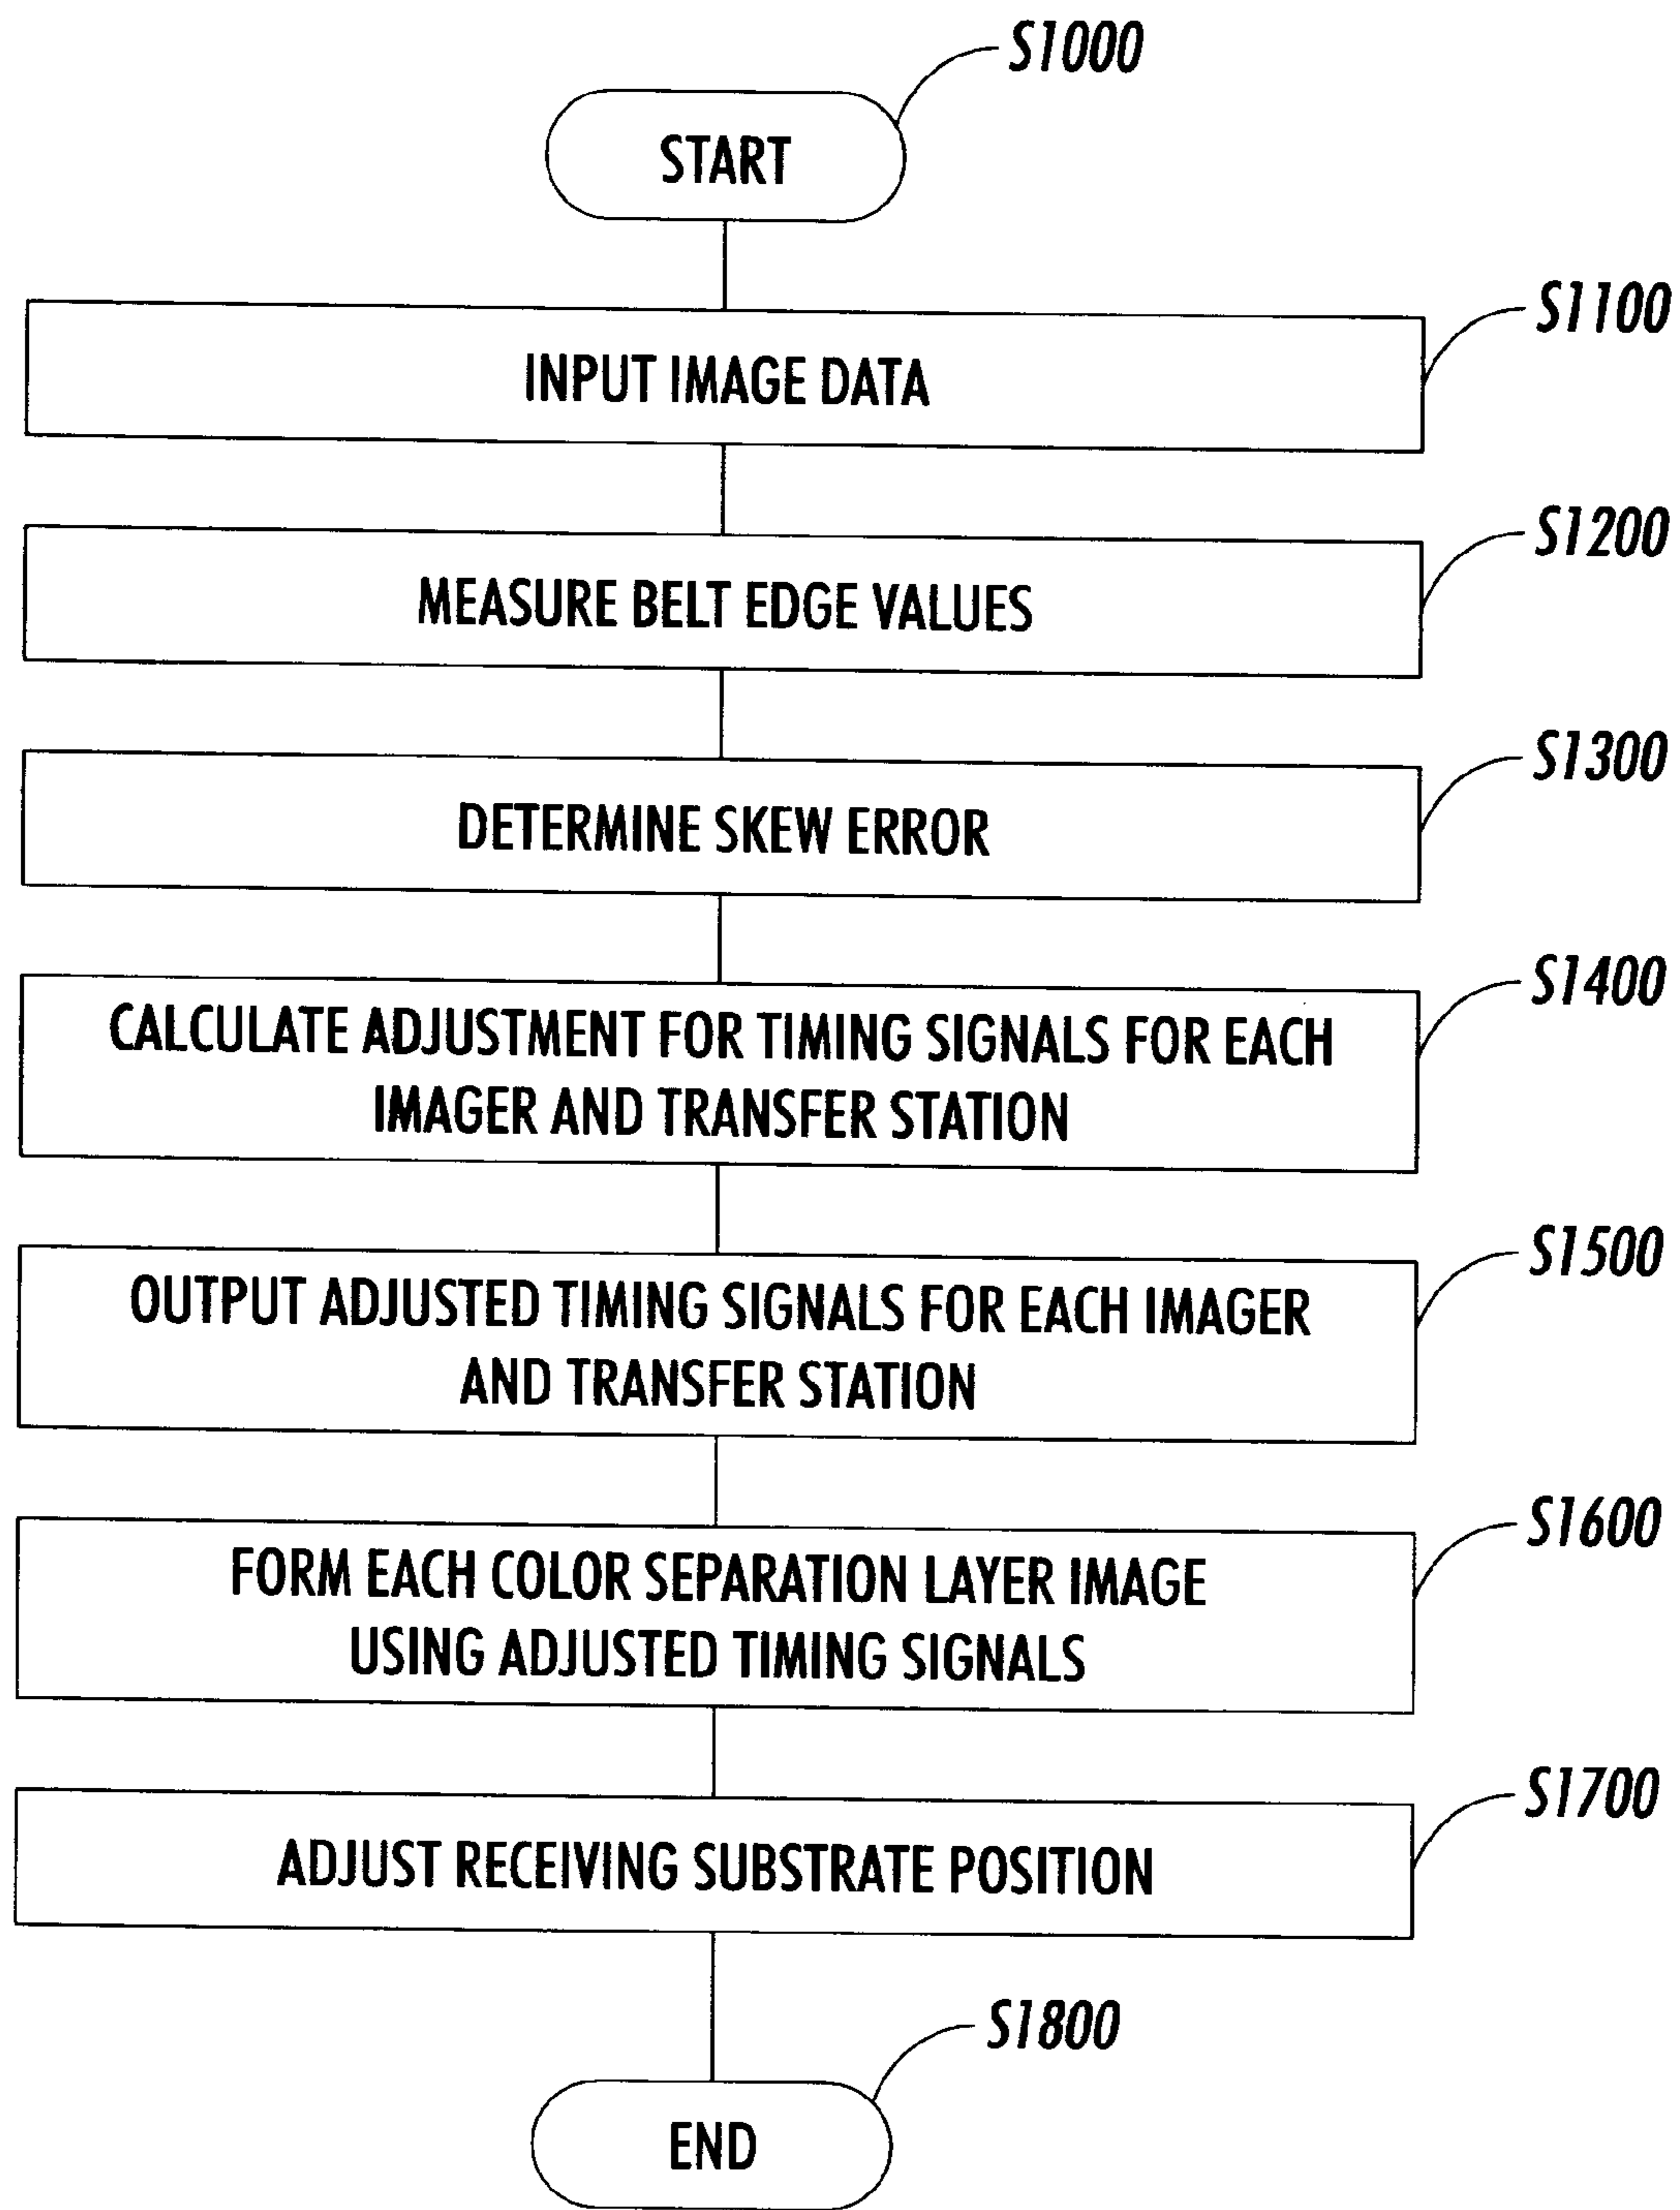 S1000
START
S1100
INPUT IMAGE DATA
S1200
MEASURE BELT EDGE VALUES
S1300
DETERMINE SKEW ERROR
S1400
CALCULATE ADJUSTMENT FOR TIMING SIGNALS FOR EACH
IMAGER AND TRANSFER STATION
S1500
OUTPUT ADJUSTED TIMING SIGNALS FOR EACH IMAGER
AND TRANSFER STATION
S1600
FORM EACH COLOR SEPARATION LAYER IMAGE
USING ADJUSTED TIMING SIGNALS
S1700
ADJUST RECEIVING SUBSTRATE POSITION
S1800
END